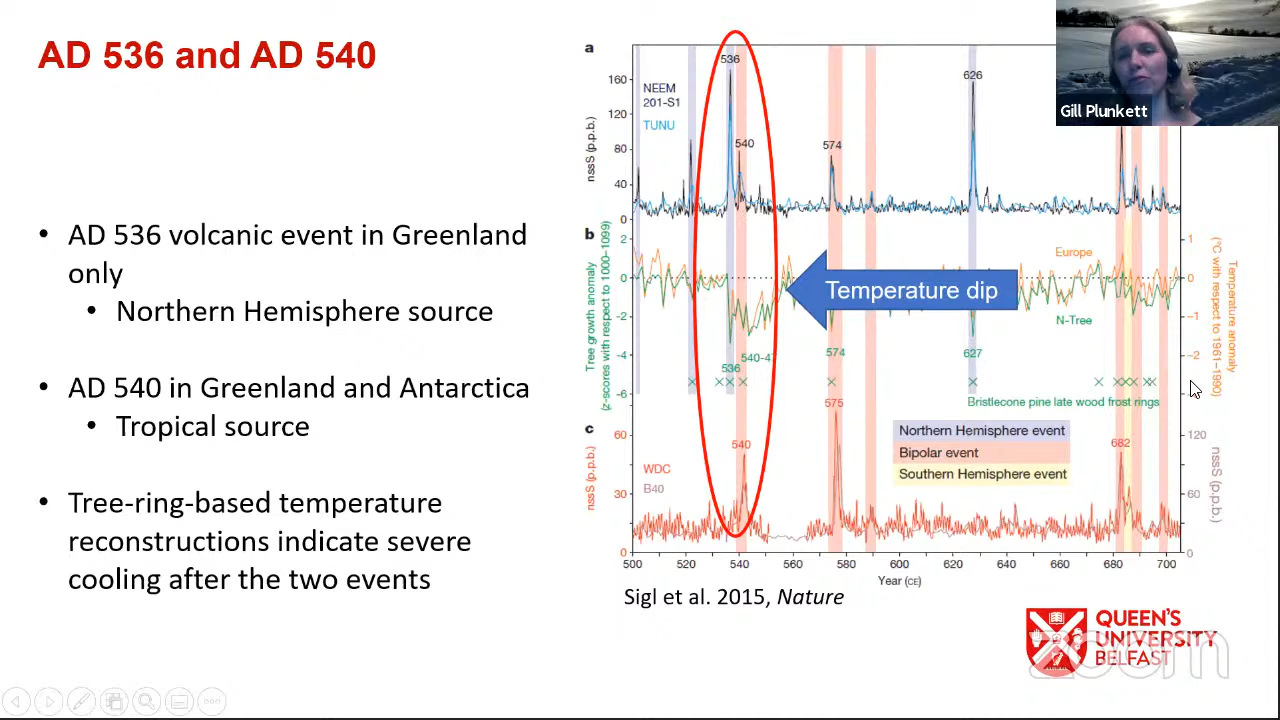 AD 536 and AD 540
• AD 536 volcanic event in Greenland
only
• Northern Hemisphere source
• AD 540 in Greenland and Antarctica
• Tropical source
• Tree-ring-based temperature
reconstructions indicate severe
cooling after the two events
Gill Plunkett
a
nssS (p.p.b.)
160
120
80
40
0
NEEM
201-S1
TUNU
536
540
574
626
b
Tree growth anomaly
(z-scores with respect to 1000–1099)
2
0
-2
-4
-6
Europe
N-Tree
Temperature dip
536
540-4
574
627
Bristlecone pine late wood frost rings
1
0
-1
-2
Temperature anomaly
(°C with respect to 1961–1990)
c
nssS (p.p.b.)
60
30
0
WDC
B40
540
575
682
Northern Hemisphere event
Bipolar event
Southern Hemisphere event
120
60
0
nssS (p.p.b.)
500 520 540 560 580 600 620 640 660 680 700
Year (CE)
Sigl et al. 2015, Nature
QUEEN'S
UNIVERSITY
BELFAST
zoom